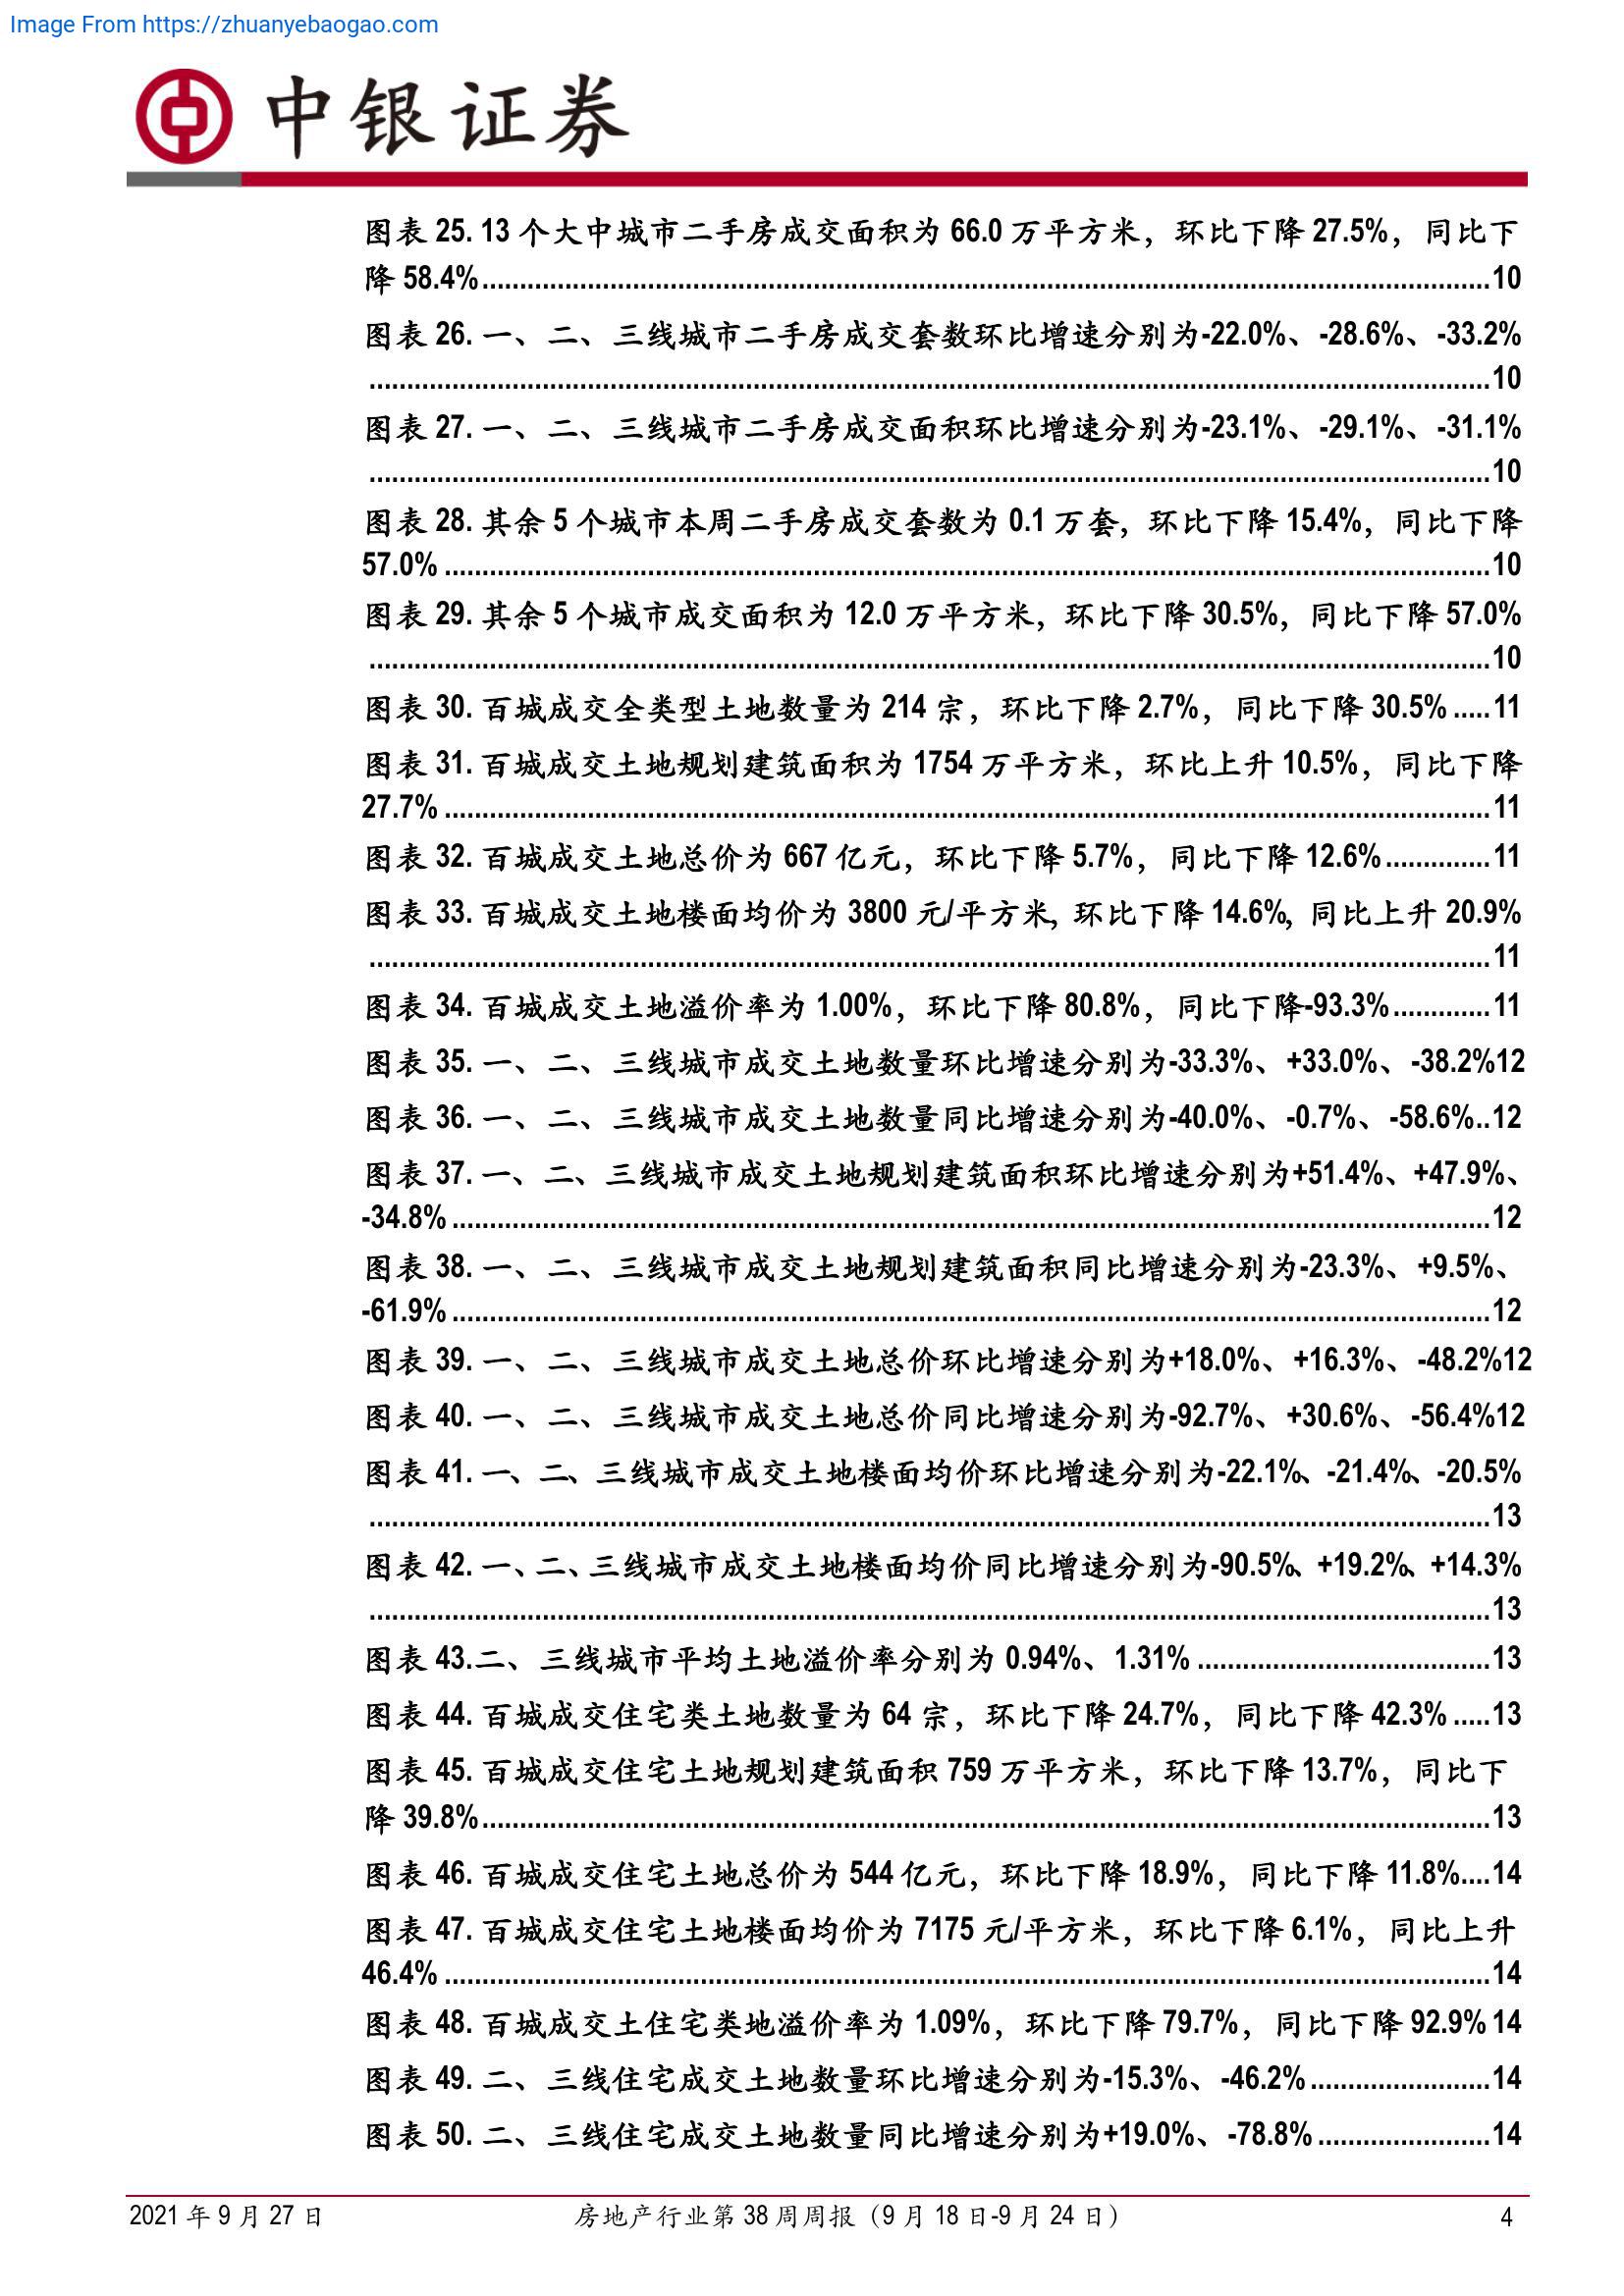 Image From https://zhuanyebaogao.com
中银证券
图表 25. 13 个大中城市二手房成交面积为 66.0 万平方米，环比下降 27.5%，同比下
降 58.4%....................10
图表 26. 一、二、三线城市二手房成交套数环比增速分别为-22.0%、-28.6%、-33.2%
....................10
图表 27. 一、二、三线城市二手房成交面积环比增速分别为-23.1%、-29.1%、-31.1%
....................10
图表 28. 其余 5 个城市本周二手房成交套数为 0.1 万套，环比下降 15.4%，同比下降
57.0% ....................10
图表 29. 其余 5 个城市成交面积为 12.0 万平方米，环比下降 30.5%，同比下降 57.0%
....................10
图表 30. 百城成交全类型土地数量为 214 宗，环比下降 2.7%，同比下降 30.5% .....11
图表 31. 百城成交土地规划建筑面积为 1754 万平方米，环比上升 10.5%，同比下降
27.7% ....................11
图表 32. 百城成交土地总价为 667 亿元，环比下降 5.7%，同比下降 12.6%..............11
图表 33. 百城成交土地楼面均价为 3800 元/平方米，环比下降 14.6%，同比上升 20.9%
....................11
图表 34. 百城成交土地溢价率为 1.00%，环比下降 80.8%，同比下降-93.3%.............11
图表 35. 一、二、三线城市成交土地数量环比增速分别为-33.3%、+33.0%、-38.2%12
图表 36. 一、二、三线城市成交土地数量同比增速分别为-40.0%、-0.7%、-58.6%..12
图表 37. 一、二、三线城市成交土地规划建筑面积环比增速分别为+51.4%、+47.9%、
-34.8% ....................12
图表 38. 一、二、三线城市成交土地规划建筑面积同比增速分别为-23.3%、+9.5%、
-61.9% ....................12
图表 39. 一、二、三线城市成交土地总价环比增速分别为+18.0%、+16.3%、-48.2%12
图表 40. 一、二、三线城市成交土地总价同比增速分别为-92.7%、+30.6%、-56.4%12
图表 41. 一、二、三线城市成交土地楼面均价环比增速分别为-22.1%、-21.4%、-20.5%
....................13
图表 42. 一、二、三线城市成交土地楼面均价同比增速分别为-90.5%、+19.2%、+14.3%
....................13
图表 43.二、三线城市平均土地溢价率分别为 0.94%、1.31% ....................13
图表 44. 百城成交住宅类土地数量为 64 宗，环比下降 24.7%，同比下降 42.3% .....13
图表 45. 百城成交住宅土地规划建筑面积 759 万平方米，环比下降 13.7%，同比下
降 39.8%....................13
图表 46. 百城成交住宅土地总价为 544 亿元，环比下降 18.9%，同比下降 11.8%....14
图表 47. 百城成交住宅土地楼面均价为 7175 元/平方米，环比下降 6.1%，同比上升
46.4% ....................14
图表 48. 百城成交土住宅类地溢价率为 1.09%，环比下降 79.7%，同比下降 92.9% 14
图表 49. 二、三线住宅成交土地数量环比增速分别为-15.3%、-46.2% ....................14
图表 50. 二、三线住宅成交土地数量同比增速分别为+19.0%、-78.8% ....................14
2021 年 9 月 27 日
房地产行业第 38 周周报（9 月 18 日-9 月 24 日）
4